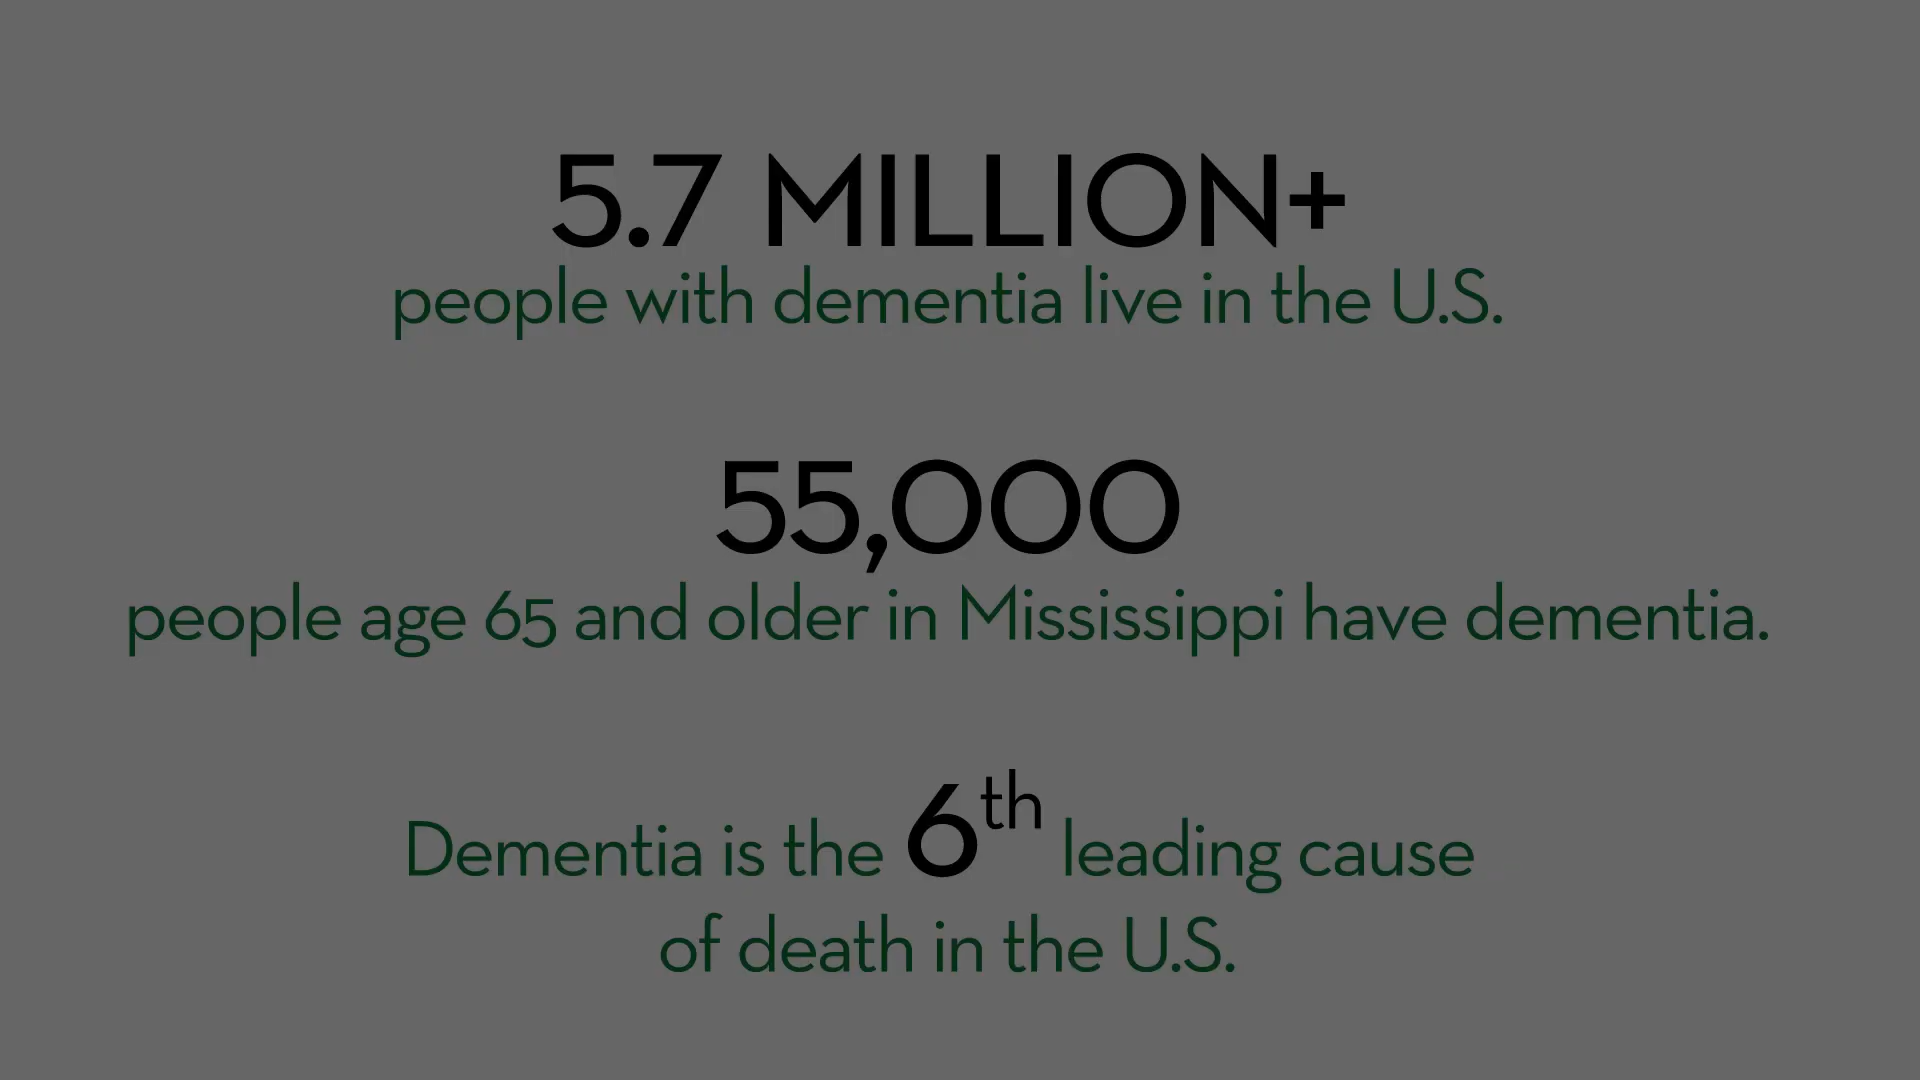 5.7 MILLION+
people with dementia live in the U.S.
55,000
people age 65 and older in Mississippi have dementia.
Dementia is the 6th leading cause
of death in the U.S.